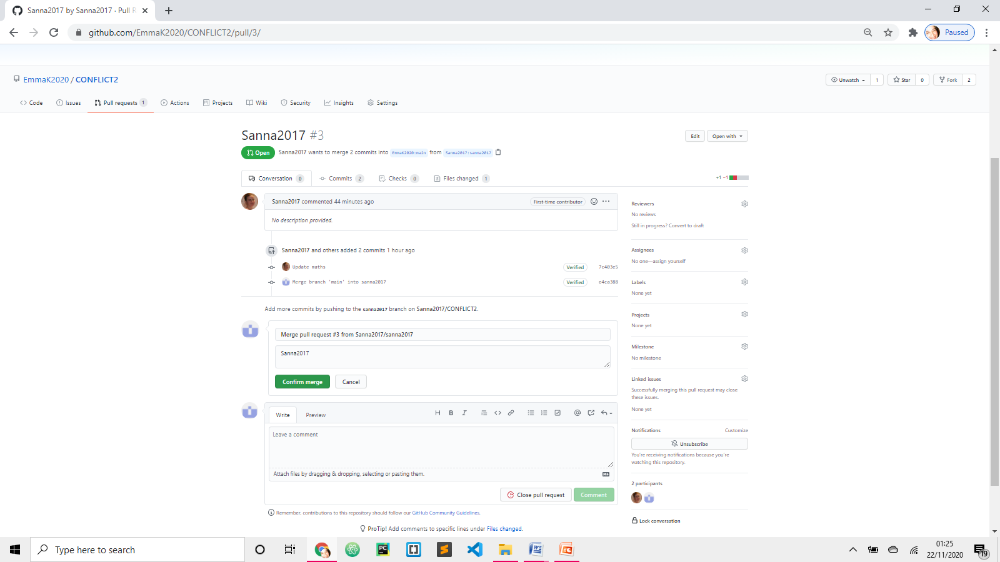 Sanna2017 by Sanna2017 · Pull R
github.com/EmmaK2020/CONFLICT2/pull/3/
Paused
EmmaK2020 / CONFLICT2
Unwatch 1 Star 0 Fork 2
Code Issues Pull requests 1 Actions Projects Wiki Security Insights Settings
Sanna2017 #3
Edit Open with
Open Sanna2017 wants to merge 2 commits into EmmaK2020:main from Sanna2017:sanna2017
Conversation 0 Commits 2 Checks 0 Files changed 1
+1 −1
Sanna2017 commented 44 minutes ago First-time contributor
No description provided.
Sanna2017 and others added 2 commits 1 hour ago
Update maths Verified 7c403e5
Merge branch 'main' into sanna2017 Verified e4ca388
Add more commits by pushing to the sanna2017 branch on Sanna2017/CONFLICT2.
Merge pull request #3 from Sanna2017/sanna2017
Sanna2017
Confirm merge Cancel
Write Preview
Leave a comment
Attach files by dragging & dropping, selecting or pasting them.
Close pull request Comment
Remember, contributions to this repository should follow our GitHub Community Guidelines.
ProTip! Add comments to specific lines under Files changed.
Reviewers
No reviews
Still in progress? Convert to draft
Assignees
No one—assign yourself
Labels
None yet
Projects
None yet
Milestone
No milestone
Linked issues
Successfully merging this pull request may close
these issues.
None yet
Notifications Customize
Unsubscribe
You're receiving notifications because you're
watching this repository.
2 participants
Lock conversation
Type here to search
01:25
22/11/2020
19